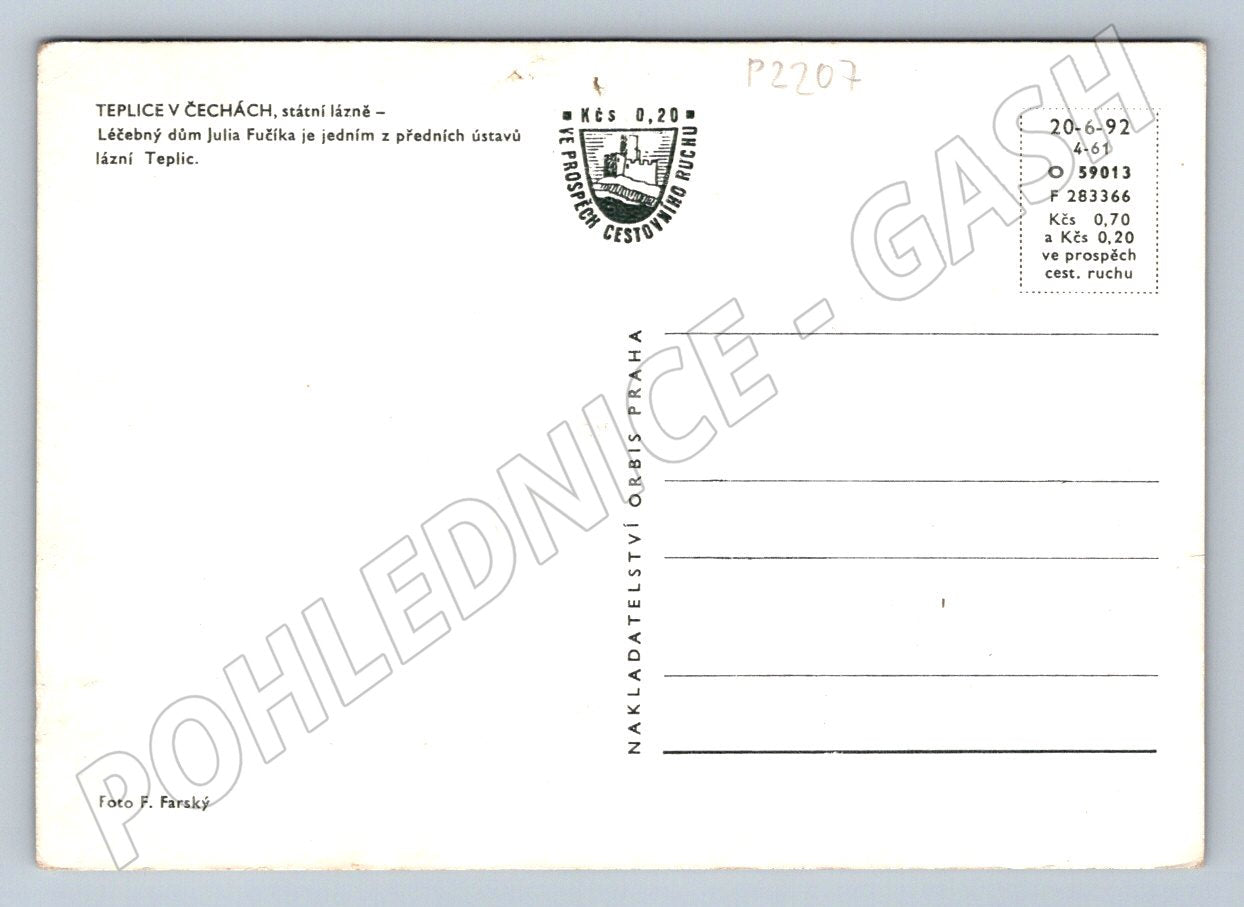 P2207
TEPLICE V ČECHÁCH, státní lázně –
Léčebný dům Julia Fučíka je jedním z předních ústavů
lázní Teplic.
Kčs 0,20
VE PROSPĚCH CESTOVNÍHO RUCHU
20-6-92
4-61
O 59013
F 283366
Kčs 0,70
a Kčs 0,20
ve prospěch
cest. ruchu
NAKLADATELSTVÍ ORBIS PRAHA
Foto F. Farský
POHLEDNICE - GASH